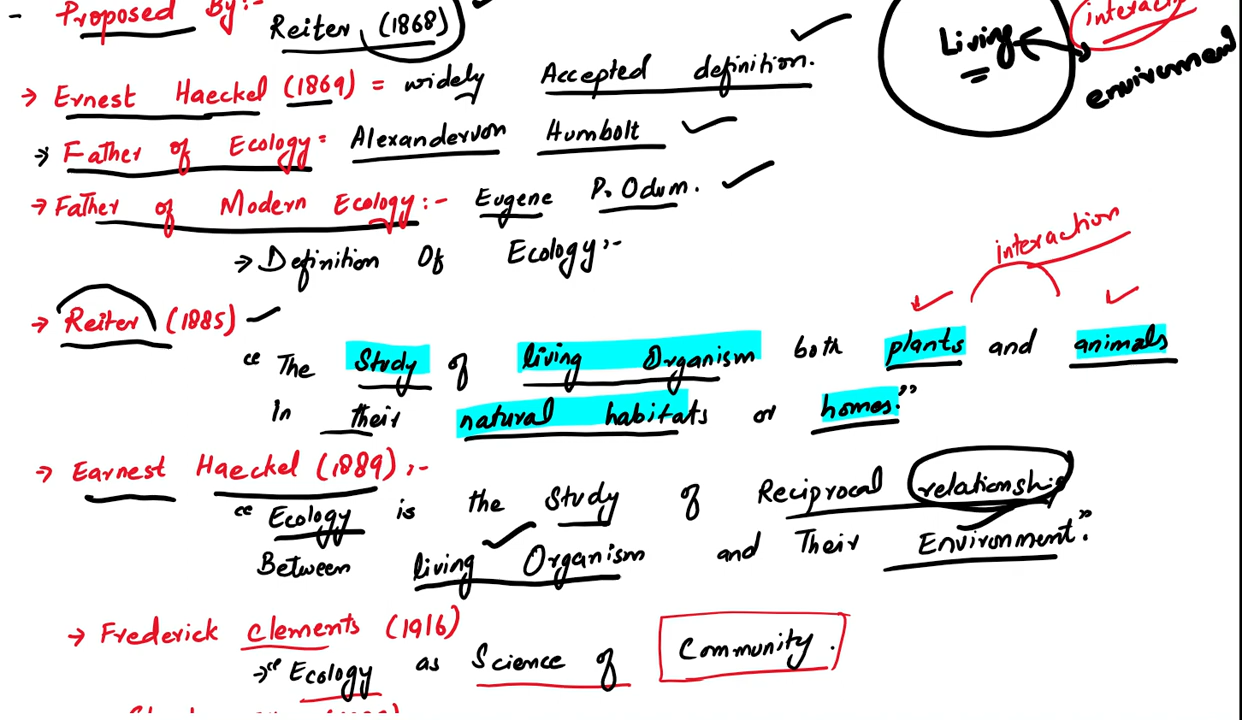 - Proposed By:- Reiter (1868)
Living
environment
→ Ernest Haeckel (1869) = widely Accepted definition.
→ Father of Ecology= Alexandervon Humbolt
→ Father of Modern Ecology:- Eugene P. Odum.
→ Definition Of Ecology:-
interaction
→ Reiter (1885)
“ The Study of living Organism both plants and animals
In their natural habitats or homes.”
→ Earnest Haeckel (1889) :-
“ Ecology is the Study of Reciprocal relationship
Between living Organism and Their Environment.”
→ Frederick Clements (1916)
→ “ Ecology as Science of Community.